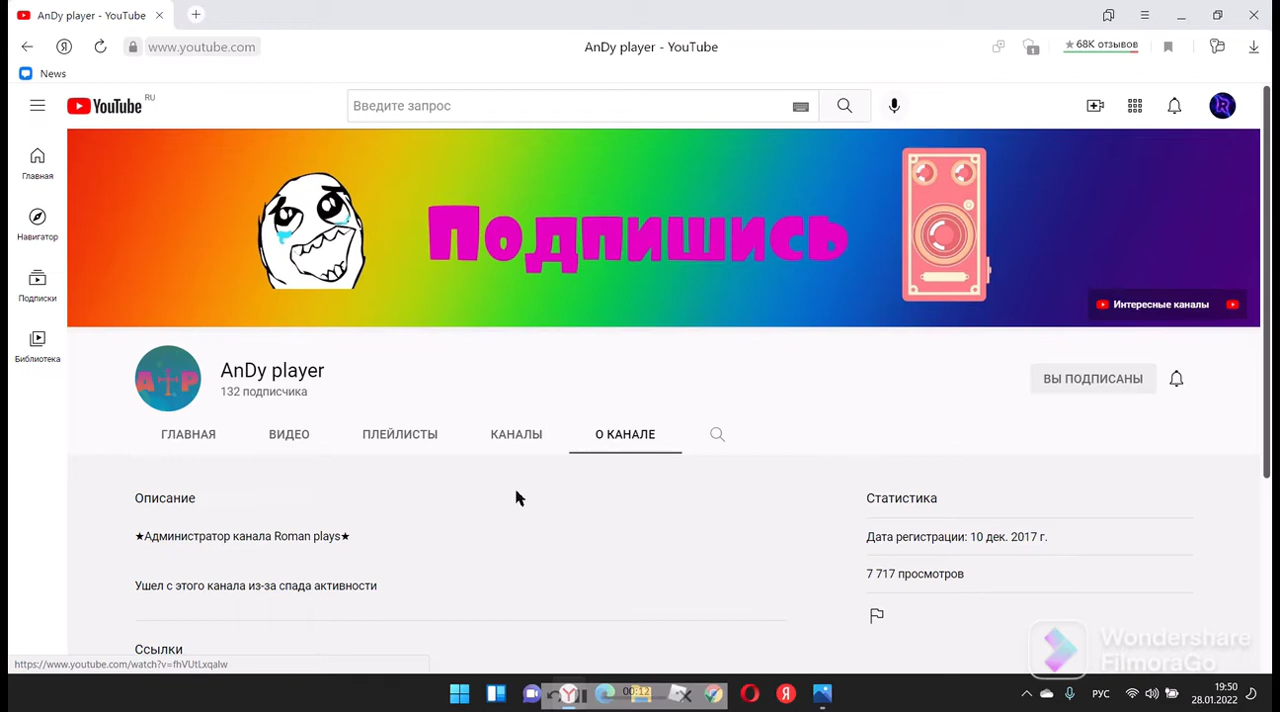 AnDy player - YouTube
www.youtube.com
AnDy player - YouTube
★68K отзывов
News
YouTube RU
Введите запрос
Главная
Навигатор
Подписки
Библиотека
Подпишись
Интересные каналы
AnDy player
132 подписчика
ВЫ ПОДПИСАНЫ
ГЛАВНАЯ
ВИДЕО
ПЛЕЙЛИСТЫ
КАНАЛЫ
О КАНАЛЕ
Описание
★Администратор канала Roman plays★
Ушел с этого канала из-за спада активности
Ссылки
Статистика
Дата регистрации: 10 дек. 2017 г.
7 717 просмотров
Wondershare
FilmoraGo
https://www.youtube.com/watch?v=fhVUtLxqaIw
00:12
РУС
19:50
28.01.2022